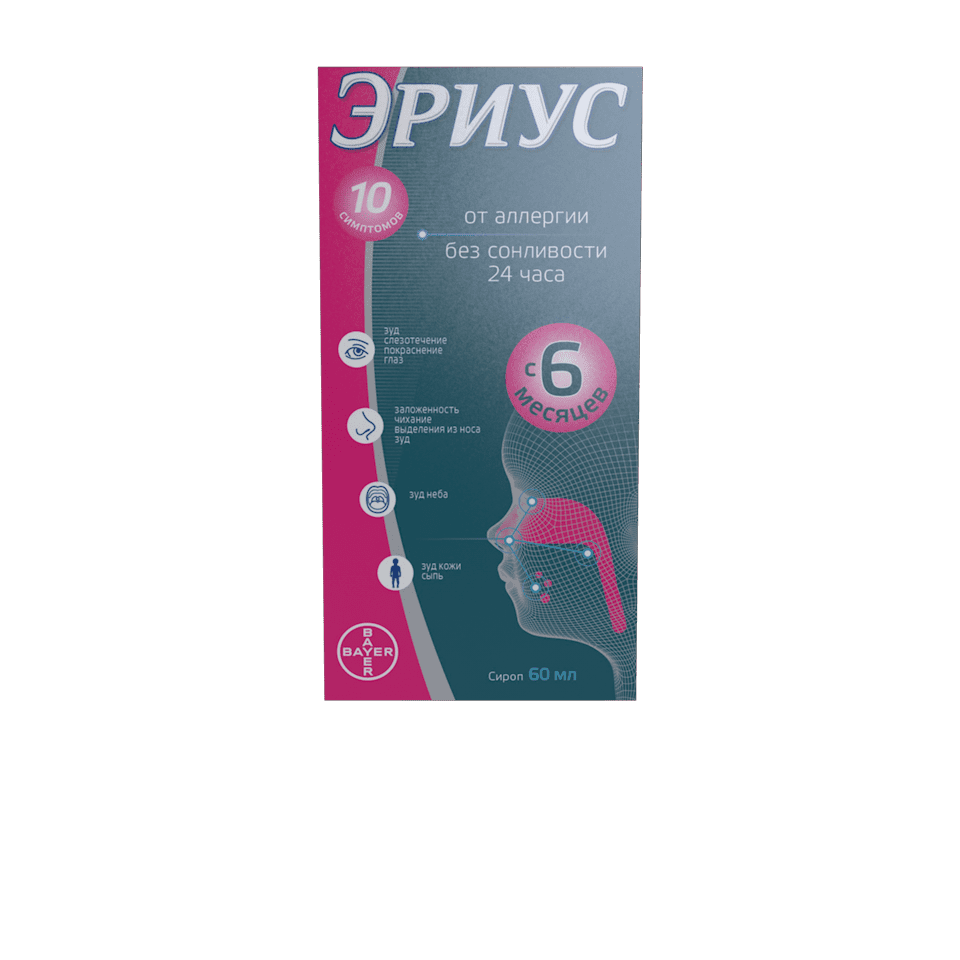 ЭРИУС
10
СИМПТОМОВ
от аллергии
без сонливости
24 часа
зуд
слезотечение
покраснение
глаз
с 6
месяцев
заложенность
чихание
выделения из носа
зуд
зуд неба
зуд кожи
сыпь
BAYER
BAYER
Сироп 60 мл